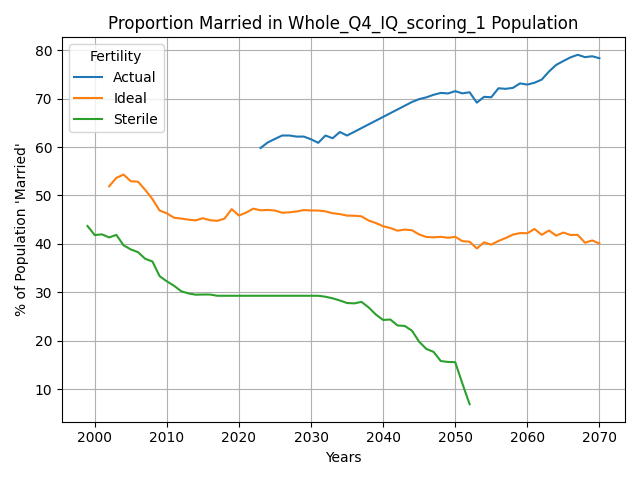 Proportion Married in Whole_Q4_IQ_scoring_1 Population
Fertility
Actual
Ideal
Sterile
% of Population 'Married'
80
70
60
50
40
30
20
10
2000 2010 2020 2030 2040 2050 2060 2070
Years